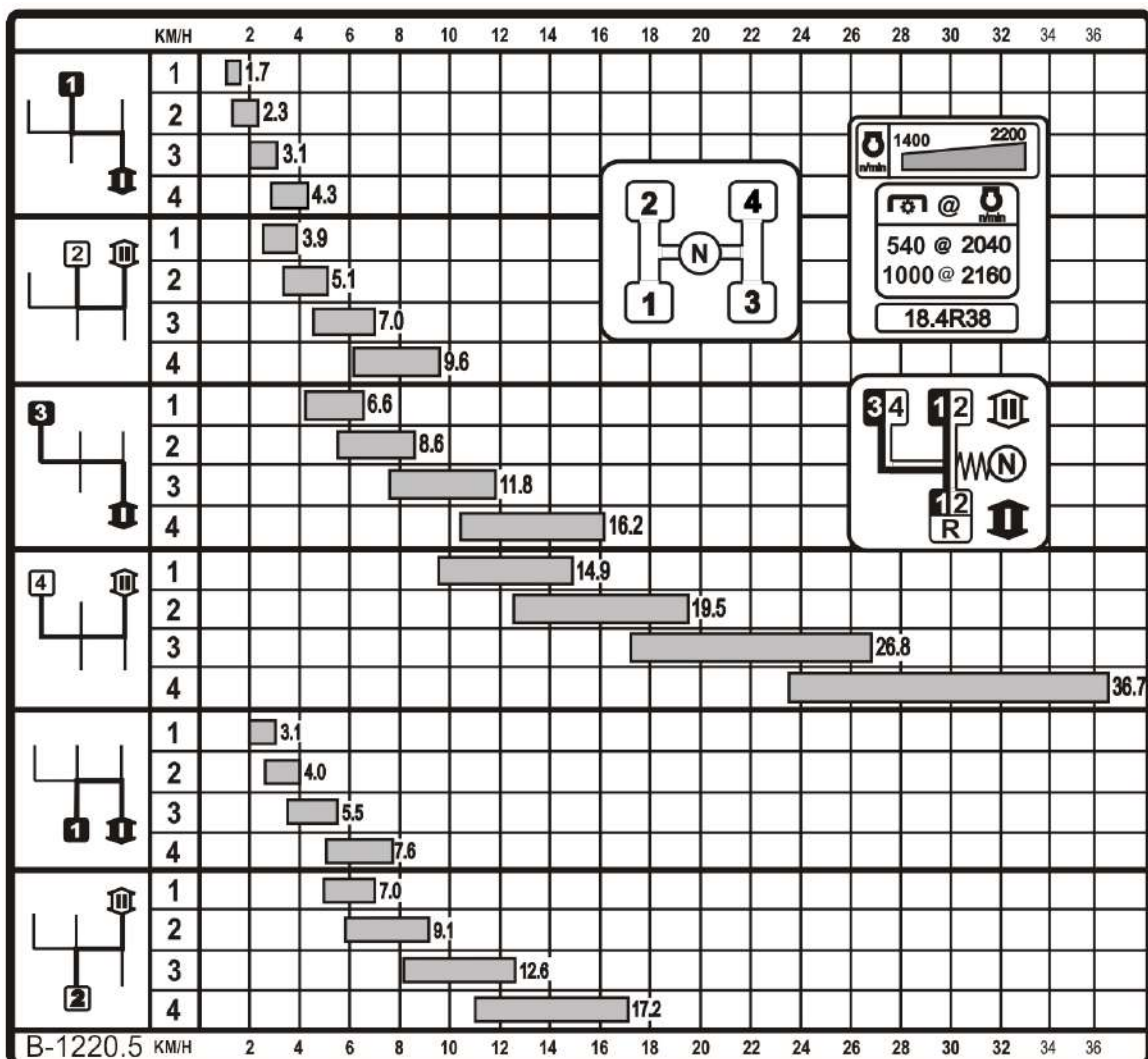 KM/H 2 4 6 8 10 12 14 16 18 20 22 24 26 28 30 32 34 36
1 1 1.7
2 2.3
3 3.1
I 4 4.3
2 II 1 3.9
2 5.1
3 7.0
4 9.6
3 1 6.6
2 8.6
3 11.8
I 4 16.2
4 II 1 14.9
2 19.5
3 26.8
4 36.7
1 3.1
2 4.0
1 I 3 5.5
4 7.6
II 1 7.0
2 9.1
2 3 12.6
4 17.2
B-1220.5 KM/H 2 4 6 8 10 12 14 16 18 20 22 24 26 28 30 32 34 36
2 4
N
1 3
n/min 1400 2200
@ n/min
540 @ 2040
1000 @ 2160
18.4R38
3 4 1 2 II
N
1 2 I
R